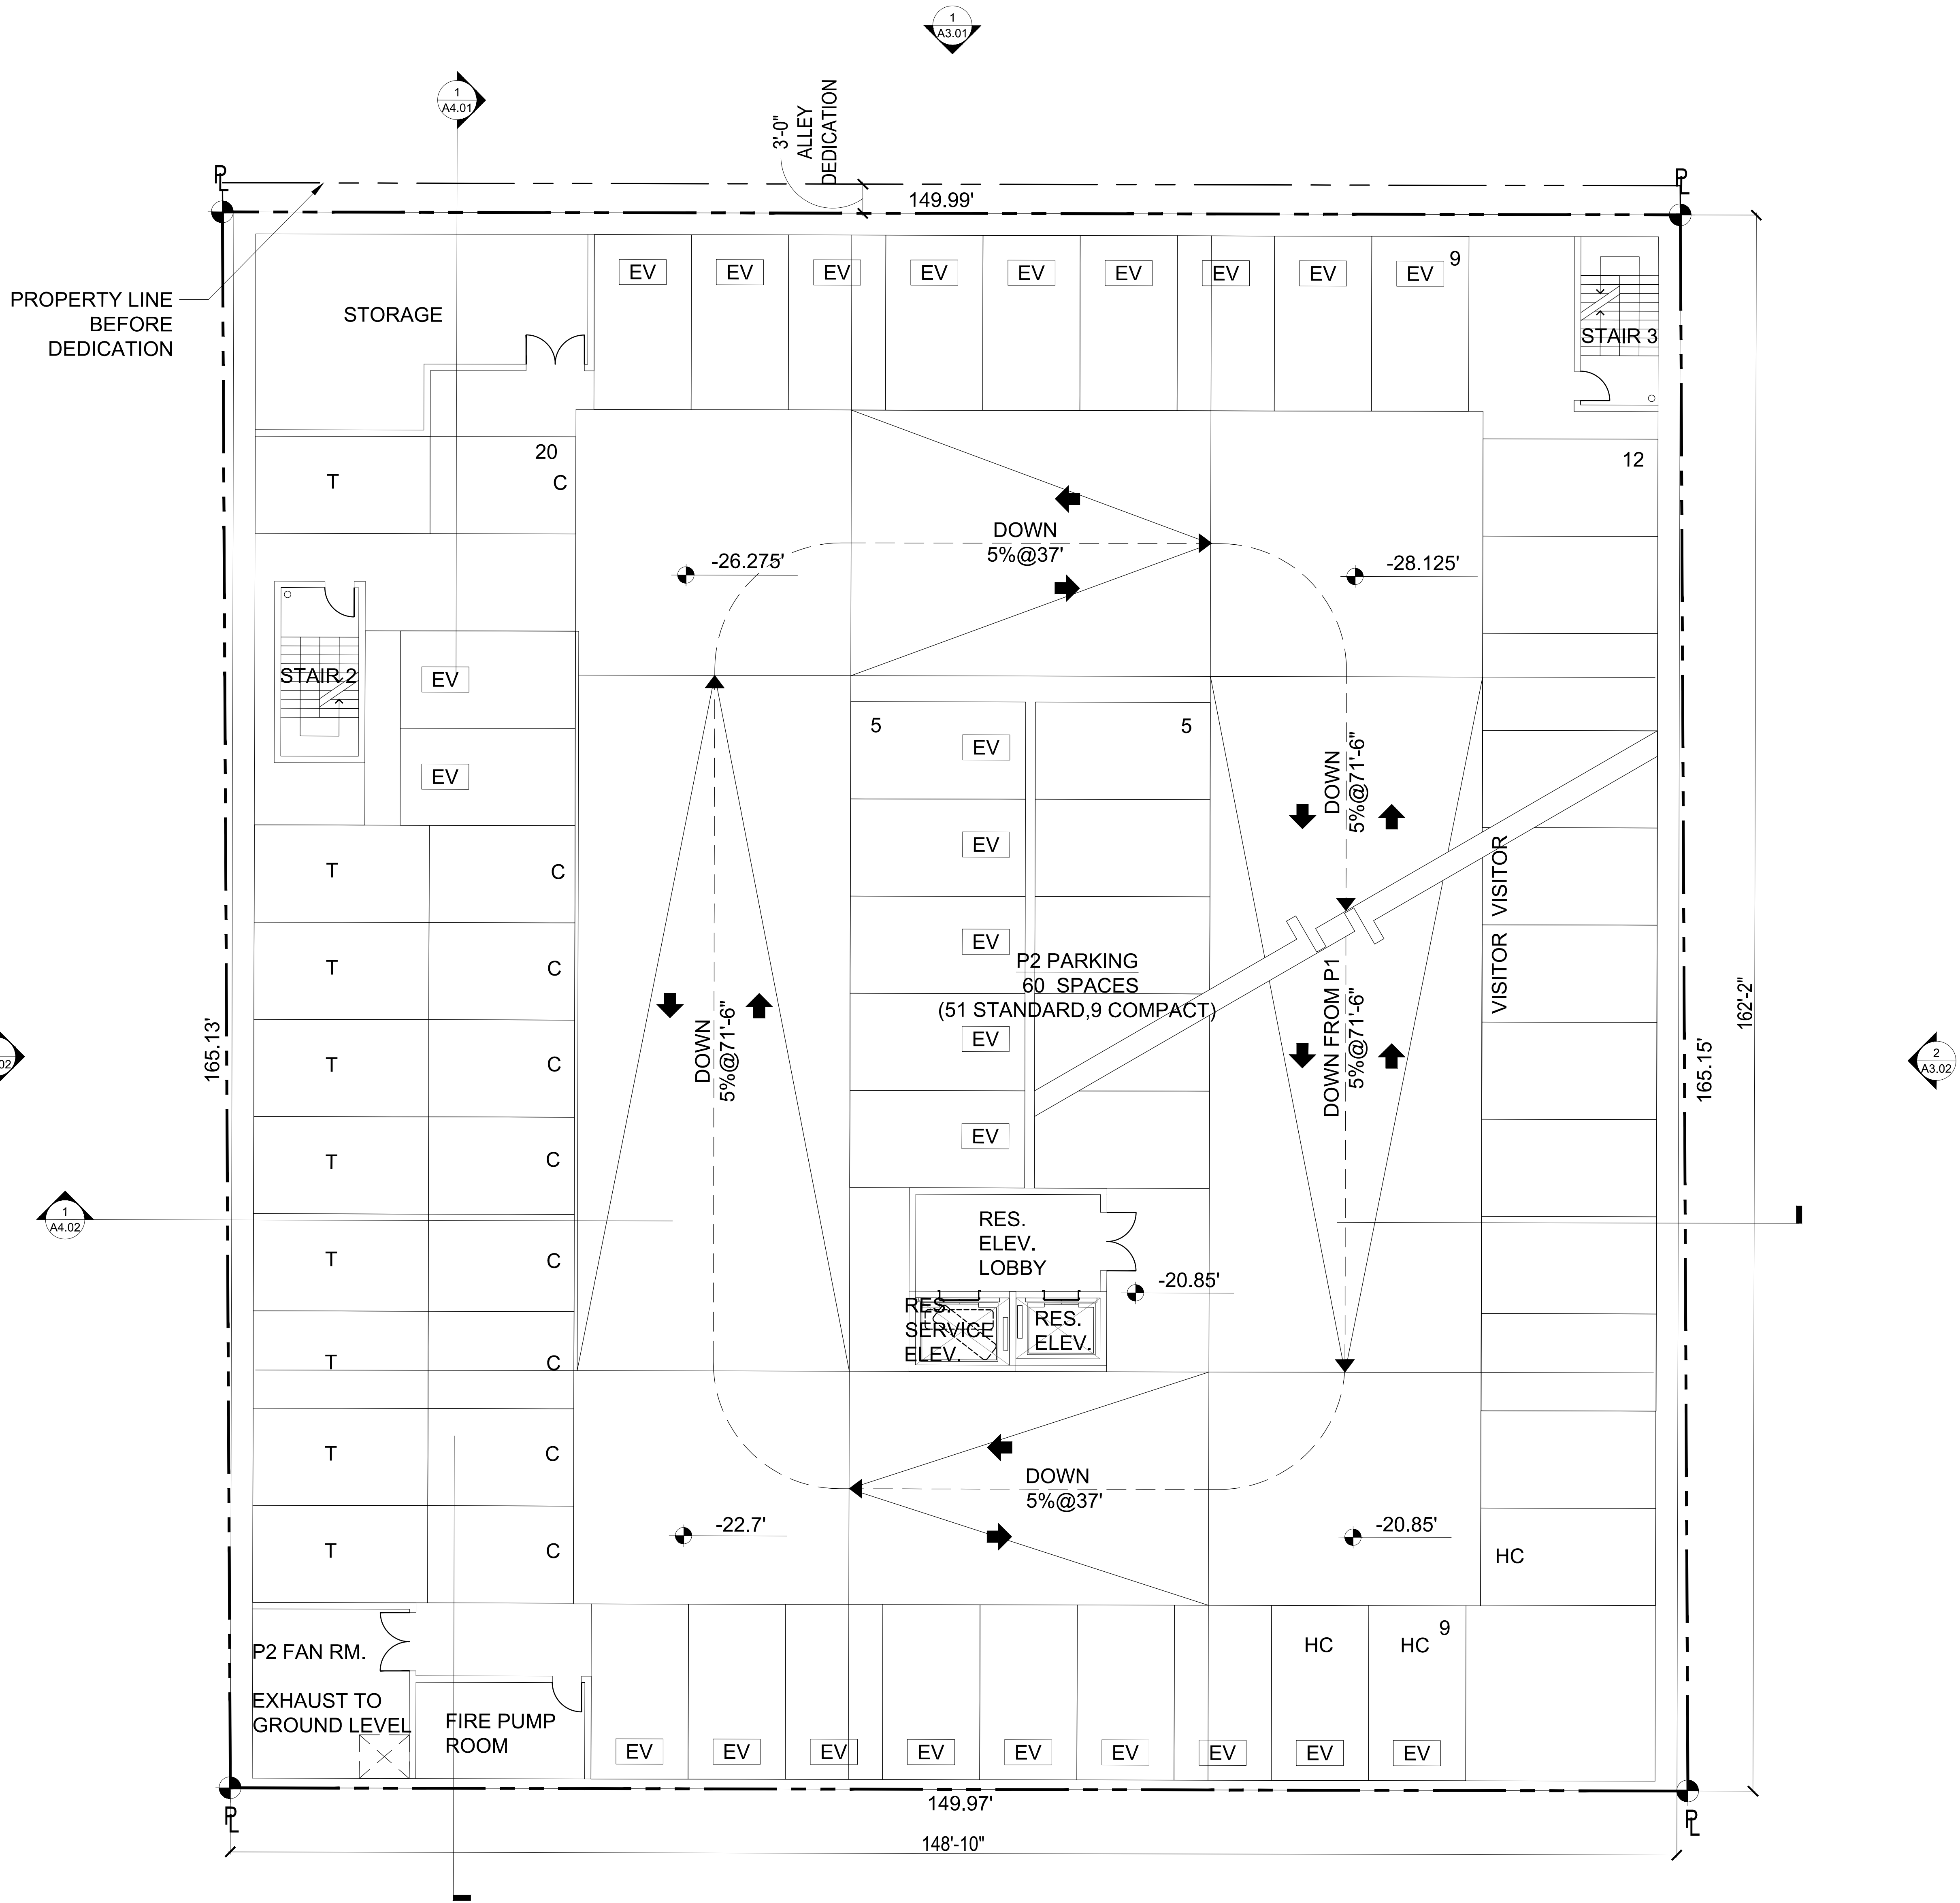 1
A3.01
1
A4.01
3'-0"
ALLEY
DEDICATION
PL
PL
149.99'
PROPERTY LINE
BEFORE
DEDICATION
STORAGE
EV
EV
EV
EV
EV
EV
EV
EV
EV
9
STAIR 3
T
20
C
12
DOWN
5%@37'
-26.275'
-28.125'
STAIR 2
EV
EV
5
5
EV
EV
EV
EV
EV
DOWN
5%@71'-6"
VISITOR
VISITOR
P2 PARKING
60 SPACES
(51 STANDARD,9 COMPACT)
DOWN
5%@71'-6"
DOWN FROM P1
5%@71'-6"
T
C
T
C
T
C
T
C
T
C
T
C
T
C
T
C
165.13'
162'-2"
165.15'
02
2
A3.02
1
A4.02
RES.
ELEV.
LOBBY
-20.85'
RES.
SERVICE
ELEV.
RES.
ELEV.
DOWN
5%@37'
-22.7'
-20.85'
HC
P2 FAN RM.
EXHAUST TO
GROUND LEVEL
FIRE PUMP
ROOM
HC
HC
9
EV
EV
EV
EV
EV
EV
EV
EV
EV
PL
PL
149.97'
148'-10"